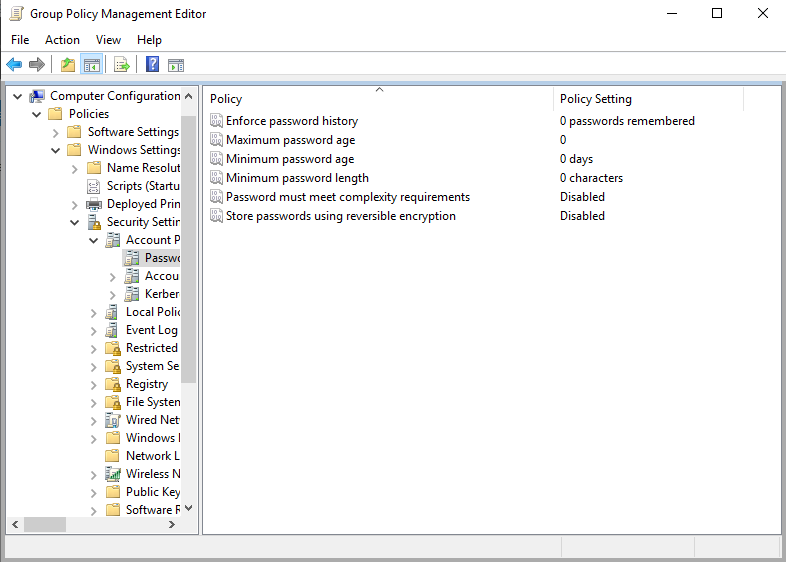 Group Policy Management Editor
File Action View Help
Computer Configuration
Policies
Software Settings
Windows Settings
Name Resolut
Scripts (Startu
Deployed Prin
Security Settin
Account P
Passwo
Accou
Kerber
Local Polic
Event Log
Restricted
System Se
Registry
File System
Wired Net
Windows
Network L
Wireless N
Public Key
Software R
Policy Policy Setting
Enforce password history 0 passwords remembered
Maximum password age 0
Minimum password age 0 days
Minimum password length 0 characters
Password must meet complexity requirements Disabled
Store passwords using reversible encryption Disabled